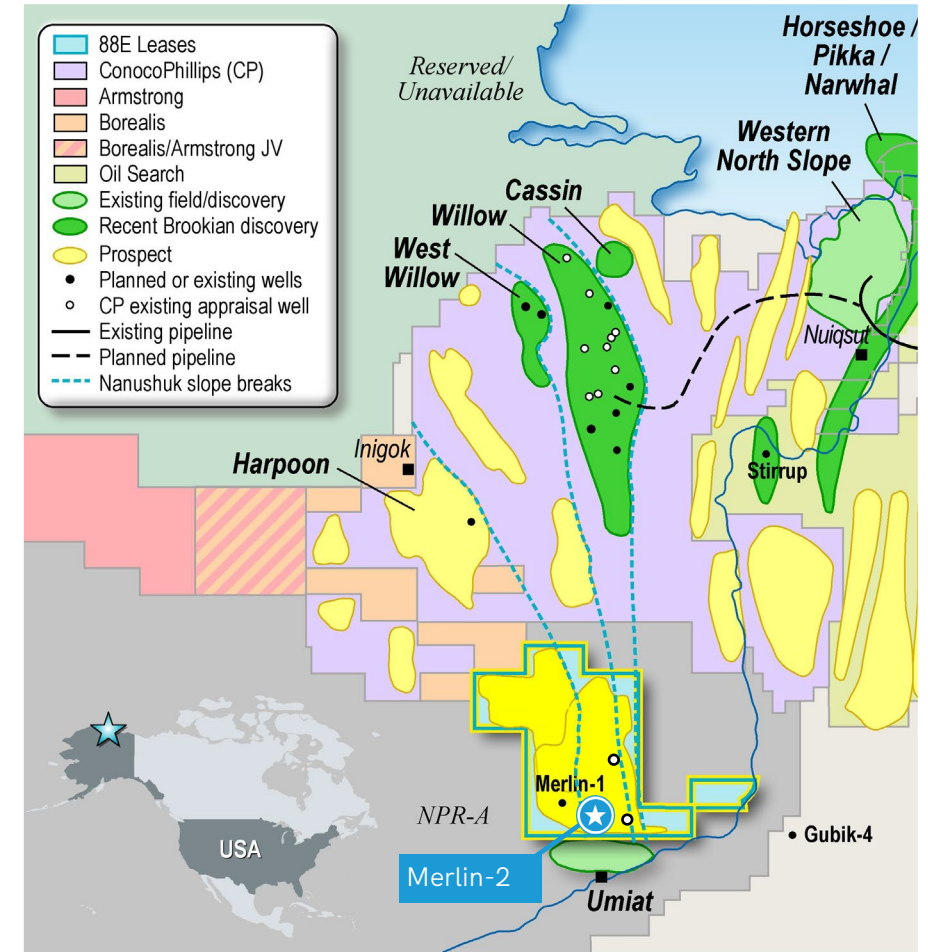 88E Leases
ConocoPhillips (CP)
Armstrong
Borealis
Borealis/Armstrong JV
Oil Search
Existing field/discovery
Recent Brookian discovery
Prospect
Planned or existing wells
CP existing appraisal well
Existing pipeline
Planned pipeline
Nanushuk slope breaks
Reserved/
Unavailable
Horseshoe /
Pikka /
Narwhal
Western
North Slope
Cassin
Willow
West
Willow
Nuiqsut
Inigok
Harpoon
Stirrup
Merlin-1
NPR-A
Gubik-4
USA
Merlin-2
Umiat